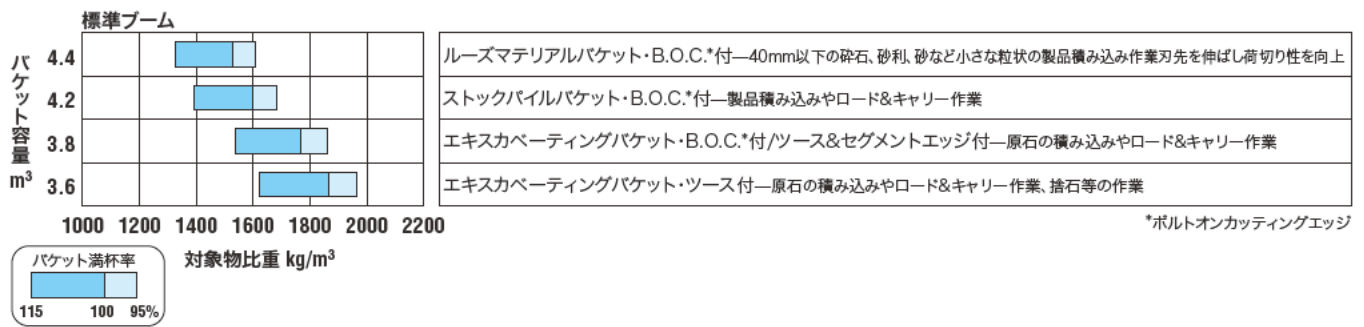 標準ブーム
バケット容量 m³
4.4
ルーズマテリアルバケット・B.O.C.*付—40mm以下の砕石、砂利、砂など小さな粒状の製品積み込み作業刃先を伸ばし荷切り性を向上
4.2
ストックパイルバケット・B.O.C.*付—製品積み込みやロード&キャリー作業
3.8
エキスカベーティングバケット・B.O.C.*付/ツース&セグメントエッジ付—原石の積み込みやロード&キャリー作業
3.6
エキスカベーティングバケット・ツース付—原石の積み込みやロード&キャリー作業、捨石等の作業
1000 1200 1400 1600 1800 2000 2200
対象物比重 kg/m³
*ボルトオンカッティングエッジ
バケット満杯率
115 100 95%